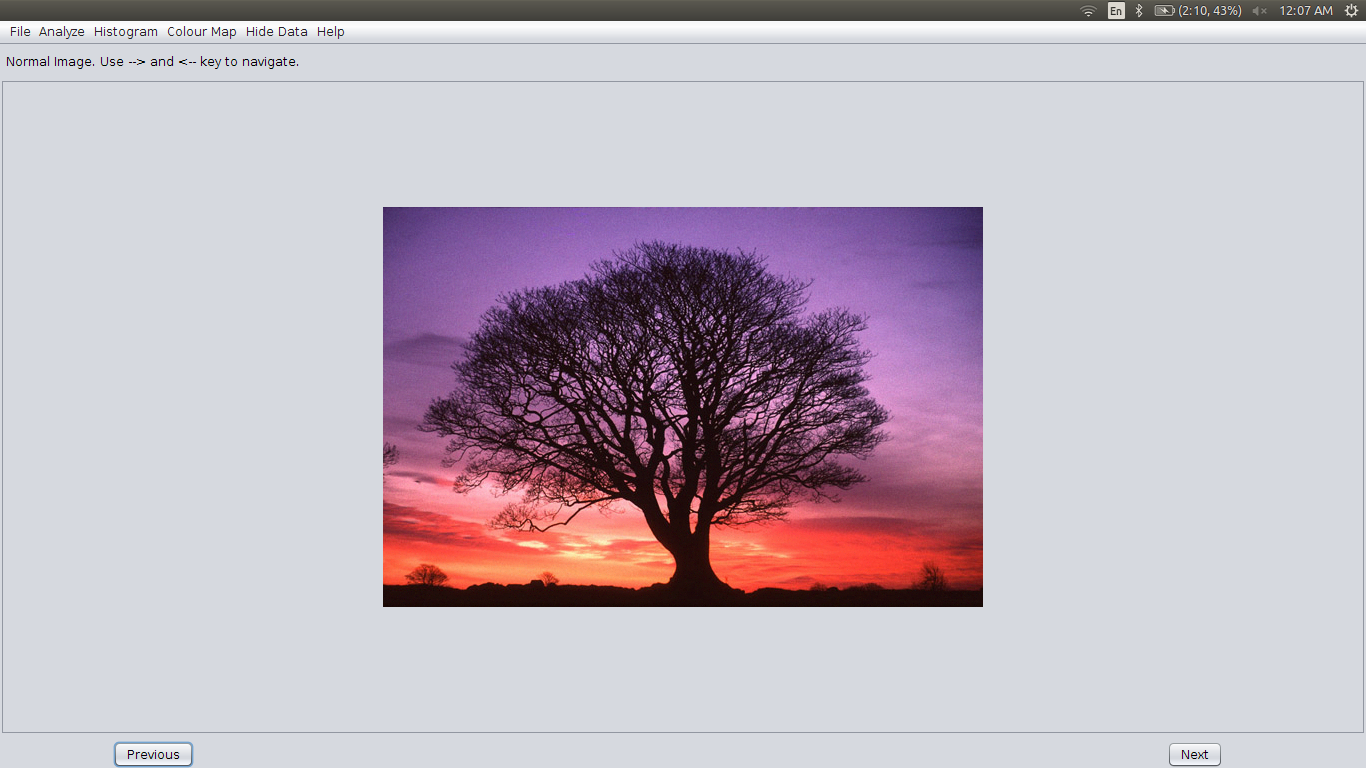 En (2:10, 43%) 12:07 AM
File Analyze Histogram Colour Map Hide Data Help
Normal Image. Use --> and <-- key to navigate.
Previous Next